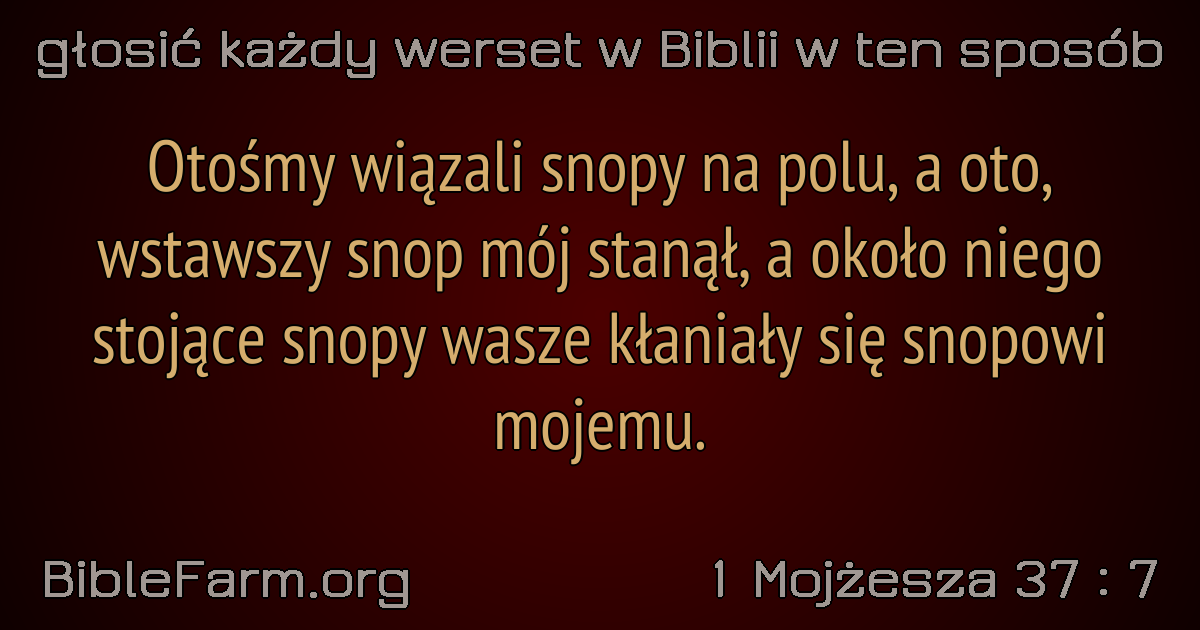 głosić każdy werset w Biblii w ten sposób
Otośmy wiązali snopy na polu, a oto,
wstawszy snop mój stanął, a około niego
stojące snopy wasze kłaniały się snopowi
mojemu.
BibleFarm.org
1 Mojżesza 37 : 7